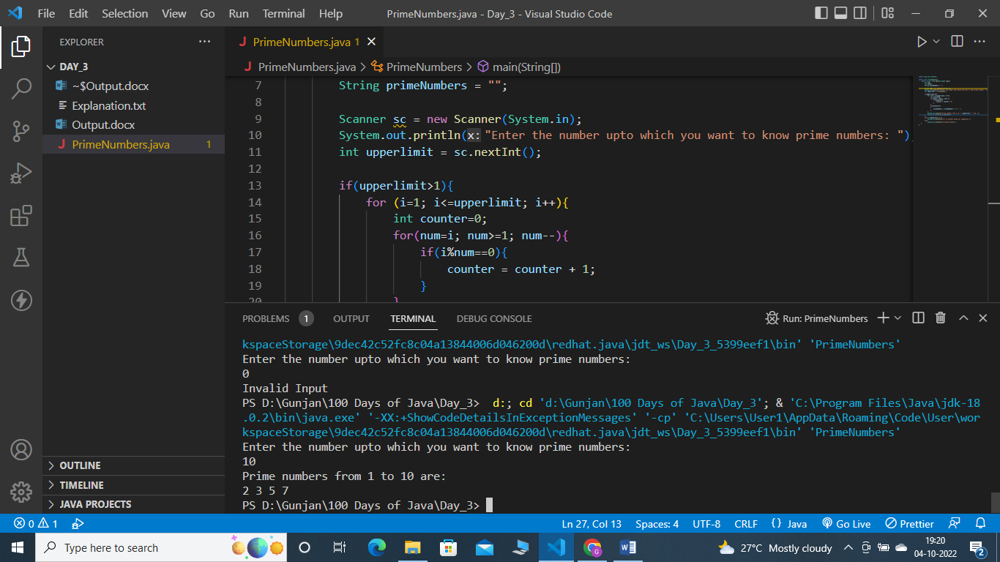 File Edit Selection View Go Run Terminal Help
PrimeNumbers.java - Day_3 - Visual Studio Code
EXPLORER
DAY_3
~$Output.docx
Explanation.txt
Output.docx
PrimeNumbers.java 1
OUTLINE
TIMELINE
JAVA PROJECTS
PrimeNumbers.java 1
PrimeNumbers.java > PrimeNumbers > main(String[])
7 String primeNumbers = "";
8
9 Scanner sc = new Scanner(System.in);
10 System.out.println(x: "Enter the number upto which you want to know prime numbers: ")
11 int upperlimit = sc.nextInt();
12
13 if(upperlimit>1){
14 for (i=1; i<=upperlimit; i++){
15 int counter=0;
16 for(num=i; num>=1; num--){
17 if(i%num==0){
18 counter = counter + 1;
19 }
20 }
PROBLEMS 1 OUTPUT TERMINAL DEBUG CONSOLE
Run: PrimeNumbers
kspaceStorage\9dec42c52fc8c04a13844006d046200d\redhat.java\jdt_ws\Day_3_5399eef1\bin' 'PrimeNumbers'
Enter the number upto which you want to know prime numbers:
0
Invalid Input
PS D:\Gunjan\100 Days of Java\Day_3>  d:; cd 'd:\Gunjan\100 Days of Java\Day_3'; & 'C:\Program Files\Java\jdk-18
.0.2\bin\java.exe' '-XX:+ShowCodeDetailsInExceptionMessages' '-cp' 'C:\Users\User1\AppData\Roaming\Code\User\wor
kspaceStorage\9dec42c52fc8c04a13844006d046200d\redhat.java\jdt_ws\Day_3_5399eef1\bin' 'PrimeNumbers'
Enter the number upto which you want to know prime numbers:
10
Prime numbers from 1 to 10 are:
2 3 5 7
PS D:\Gunjan\100 Days of Java\Day_3>
0 1
Ln 27, Col 13 Spaces: 4 UTF-8 CRLF {} Java Go Live Prettier
Type here to search
27°C Mostly cloudy
19:20
04-10-2022
2